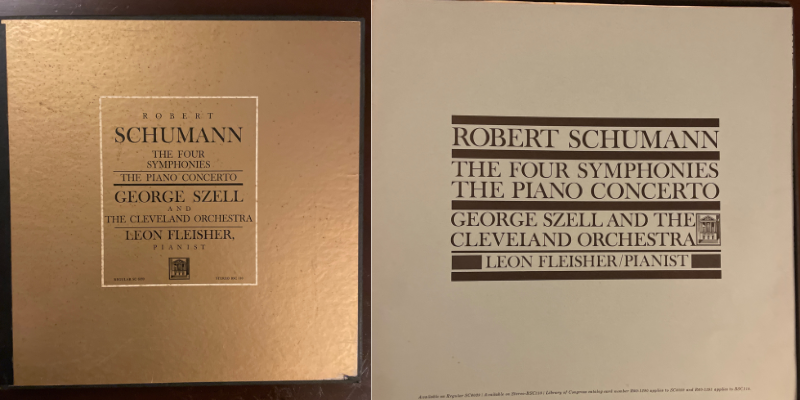 ROBERT
SCHUMANN
THE FOUR
SYMPHONIES
THE PIANO CONCERTO
GEORGE SZELL
AND
THE CLEVELAND ORCHESTRA
LEON FLEISHER,
PIANIST
ROBERT SCHUMANN
THE FOUR SYMPHONIES
THE PIANO CONCERTO
GEORGE SZELL AND THE
CLEVELAND ORCHESTRA
LEON FLEISHER/PIANIST